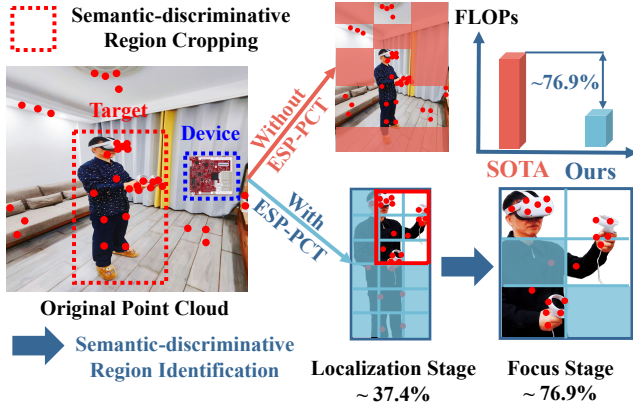 Semantic-discriminative
Region Cropping
FLOPs
~76.9%
SOTA
Ours
Target
Device
Without
ESP-PCT
With
ESP-PCT
Original Point Cloud
Semantic-discriminative
Region Identification
Localization Stage
~ 37.4%
Focus Stage
~ 76.9%